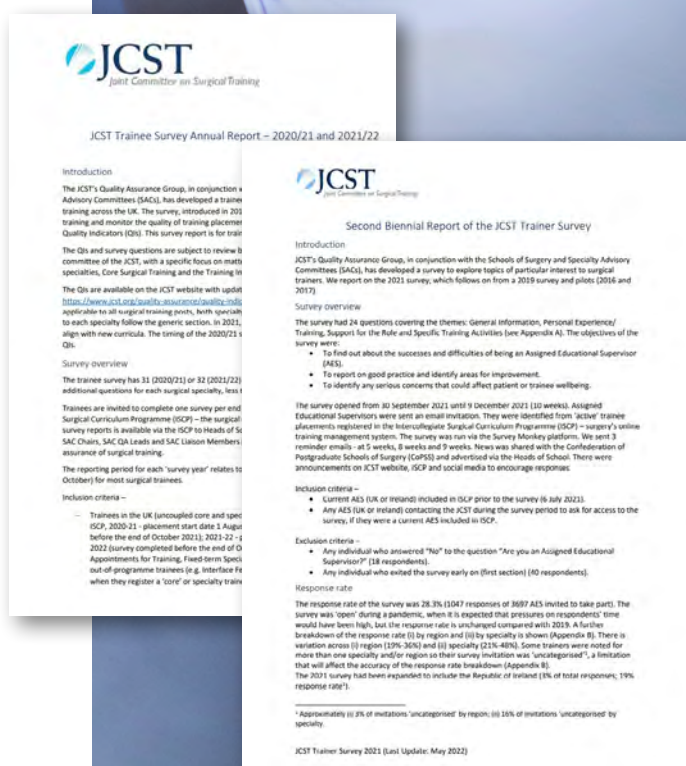 JCST
Joint Committee on Surgical Training
JCST Trainee Survey Annual Report – 2020/21 and 2021/22
Introduction
The JCST's Quality Assurance Group, in conjunction
Advisory Committees (SACs), has developed a trainee
training across the UK. The survey, introduced in
training and monitor the quality of training
Quality Indicators (QIs). This survey report is for
The QIs and survey questions are subject to review
committee of the JCST, with a specific focus on
specialties, Core Surgical Training and the Training
The QIs are available on the JCST website with
https://www.jcst.org/quality-assurance/
applicable to all surgical training posts, both
to each specialty follow the generic section. In 2021,
align with new curricula. The timing of the 2020/21
QIs.
Survey overview
The trainee survey has 31 (2020/21) or 32 (2021/22)
additional questions for each surgical specialty, less
Trainees are invited to complete one survey per end
Surgical Curriculum Programme (ISCP) – the surgical
survey reports is available via the ISCP to Heads of
SAC Chairs, SAC QA Leads and SAC Liaison Members
assurance of surgical training.
The reporting period for each 'survey year' relates to
October) for most surgical trainees.
Inclusion criteria –
– Trainees in the UK (uncoupled core and
ISCP, 2020-21 - placement start date 1
before the end of October 2021); 2021-22 -
2022 (survey completed before the end of
Appointments for Training, Fixed-term
out-of-programme trainees (e.g. Interface
when they register a 'core' or specialty
JCST
Joint Committee on Surgical Training
Second Biennial Report of the JCST Trainer Survey
Introduction
JCST's Quality Assurance Group, in conjunction with the Schools of Surgery and Specialty Advisory
Committees (SACs), has developed a survey to explore topics of particular interest to surgical
trainers. We report on the 2021 survey, which follows on from a 2019 survey and pilots (2016 and
2017).
Survey overview
The survey had 24 questions covering the themes: General Information, Personal Experience/
Training, Support for the Role and Specific Training Activities (see Appendix A). The objectives of the
survey were:
• To find out about the successes and difficulties of being an Assigned Educational Supervisor
(AES).
• To report on good practice and identify areas for improvement.
• To identify any serious concerns that could affect patient or trainee wellbeing.
The survey opened from 30 September 2021 until 9 December 2021 (10 weeks). Assigned
Educational Supervisors were sent an email invitation. They were identified from 'active' trainee
placements registered in the Intercollegiate Surgical Curriculum Programme (ISCP) – surgery's online
training management system. The survey was run via the Survey Monkey platform. We sent 3
reminder emails - at 5 weeks, 8 weeks and 9 weeks. News was shared with the Confederation of
Postgraduate Schools of Surgery (CoPSS) and advertised via the Heads of School. There were
announcements on JCST website, ISCP and social media to encourage responses
Inclusion criteria –
• Current AES (UK or Ireland) included in ISCP prior to the survey (6 July 2021).
• Any AES (UK or Ireland) contacting the JCST during the survey period to ask for access to the
survey, if they were a current AES included in ISCP.
Exclusion criteria –
• Any individual who answered "No" to the question "Are you an Assigned Educational
Supervisor?" (18 respondents).
• Any individual who exited the survey early on (first section) (40 respondents).
Response rate
The response rate of the survey was 28.3% (1047 responses of 3697 AES invited to take part). The
survey was 'open' during a pandemic, when it is expected that pressures on respondents' time
would have been high, but the response rate is unchanged compared with 2019. A further
breakdown of the response rate (i) by region and (ii) by specialty is shown (Appendix B). There is
variation across (i) region (19%-36%) and (ii) specialty (21%-48%). Some trainers were noted for
more than one specialty and/or region so their survey invitation was 'uncategorised'¹, a limitation
that will affect the accuracy of the response rate breakdown (Appendix B).
The 2021 survey had been expanded to include the Republic of Ireland (3% of total responses; 19%
response rate¹).
¹ Approximately (i) 3% of invitations 'uncategorised' by region; (ii) 16% of invitations 'uncategorised' by
specialty.
JCST Trainer Survey 2021 (Last Update: May 2022)